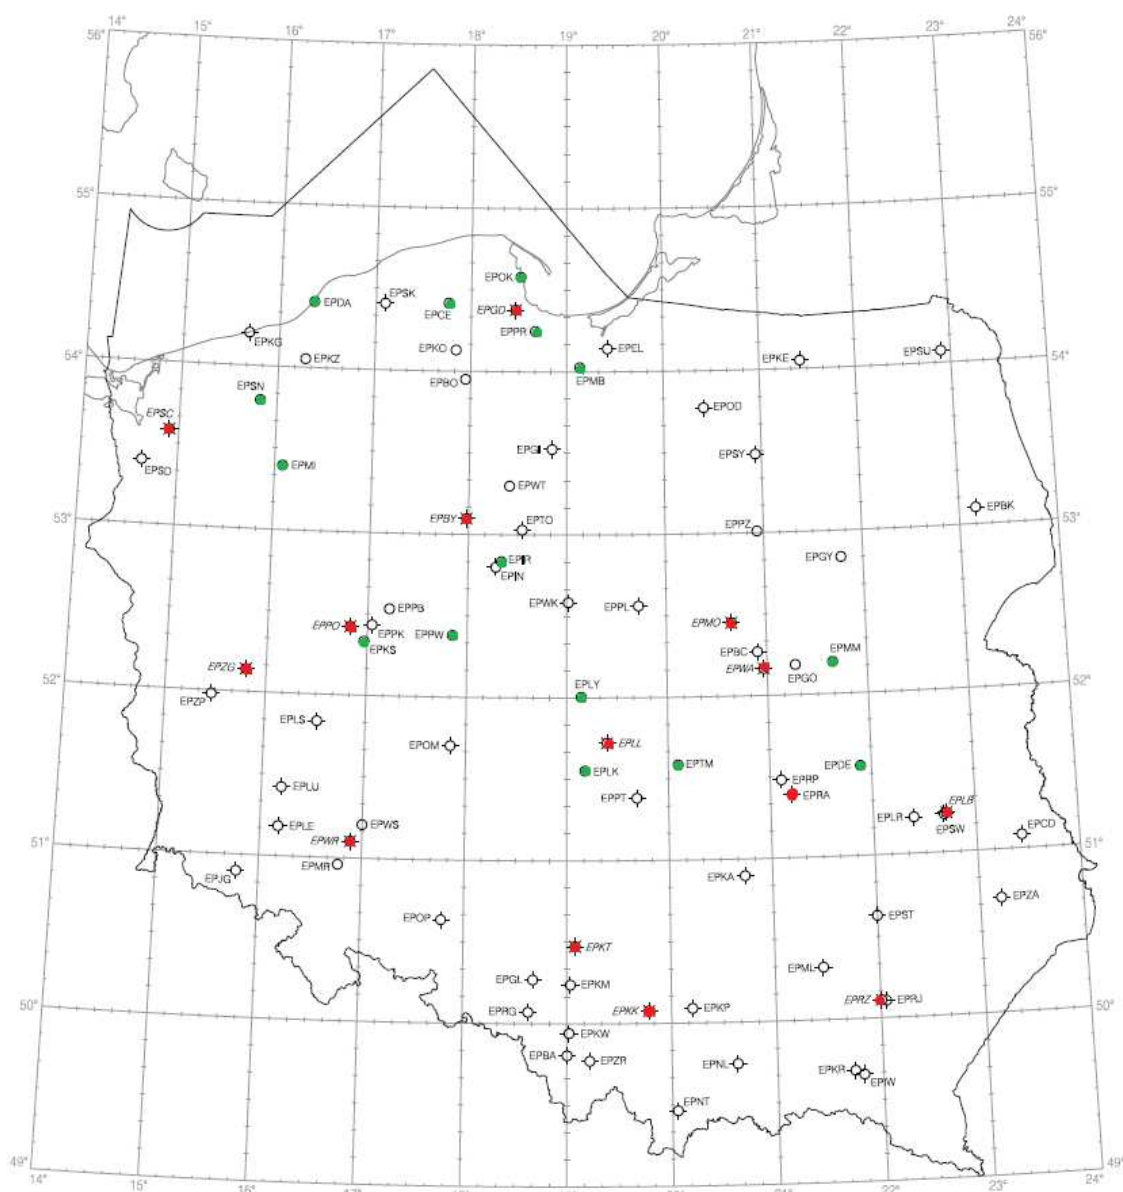 14° 15° 16° 17° 18° 19° 20° 21° 22° 23° 24°
56° 56°
55° 55°
EPOK
EPSK
EPDA
EPCE
EPGD
EPPR
EPKG
EPKO
EPEL
EPSU
54° 54°
EPKZ
EPKE
EPBO
EPMB
EPSN
EPOD
EPSC
EPGI
EPSY
EPSD
EPMI
EPWT
EPBK
EPBY
EPTO
EPPZ
53° 53°
EPIR
EPGY
EPIN
EPPB
EPWK
EPPL
EPPO
EPPK
EPPW
EPMO
EPKS
EPBC
EPMM
EPZG
EPWA
EPGO
52° 52°
EPZP
EPLY
EPLS
EPOM
EPLL
EPLK
EPTM
EPDE
EPRP
EPLU
EPPT
EPRA
EPLB
EPLR
EPLE
EPWS
EPSW
EPCD
EPWR
51° 51°
EPMR
EPJG
EPKA
EPZA
EPOP
EPST
EPKT
EPML
EPGL
EPKM
EPRZ
EPRJ
50° 50°
EPRG
EPKK
EPKP
EPKW
EPBA
EPZR
EPNL
EPKR
EPIW
EPNT
49° 49°
14° 15° 16° 17° 18° 19° 20° 21° 22° 23° 24°